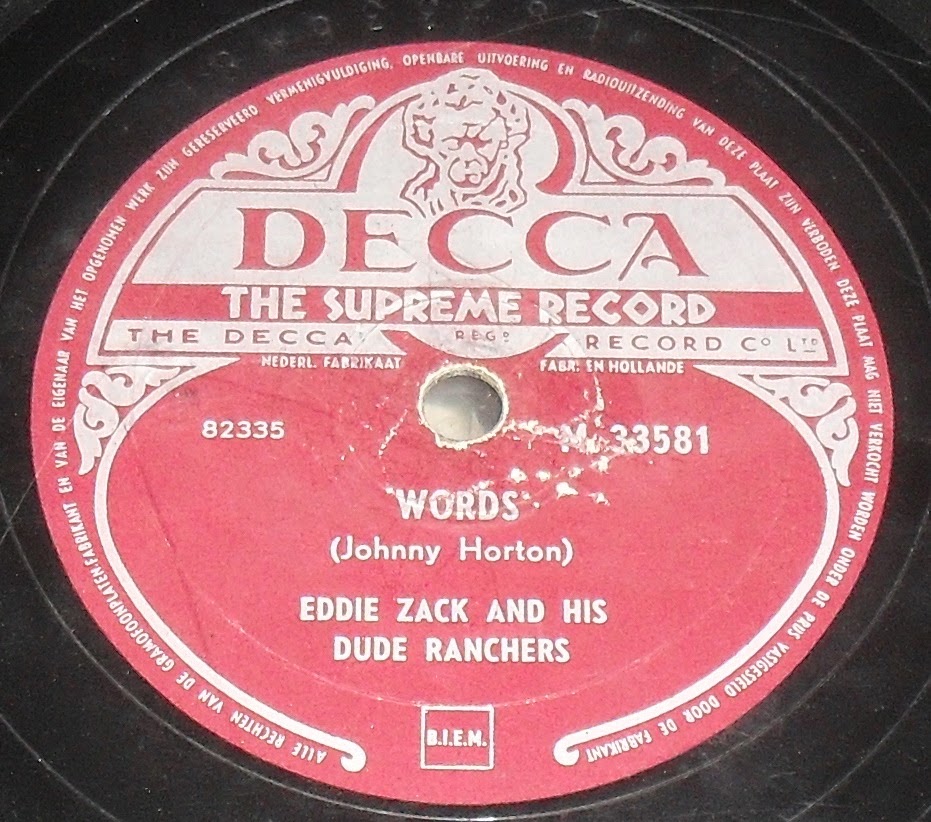 ALLE RECHTEN VAN DE GRAMOFOONPLATEN-FABRIKANT EN VAN DE EIGENAAR VAN HET OPGENOMEN WERK ZIJN GERESERVEERD VERMENIGVULDIGING, OPENBARE UITVOERING EN RADIOUITZENDING VAN DEZE PLAAT ZIJN VERBODEN DEZE PLAAT MAG NIET VERKOCHT WORDEN ONDER DE PRIJS VASTGESTELD DOOR DE FABRIKANT
DECCA
THE SUPREME RECORD
THE DECCA REGD RECORD CO LTD
NEDERL. FABRIKAAT FABR. EN HOLLANDE
82335 33581
WORDS
(Johnny Horton)
EDDIE ZACK AND HIS
DUDE RANCHERS
B.I.E.M.